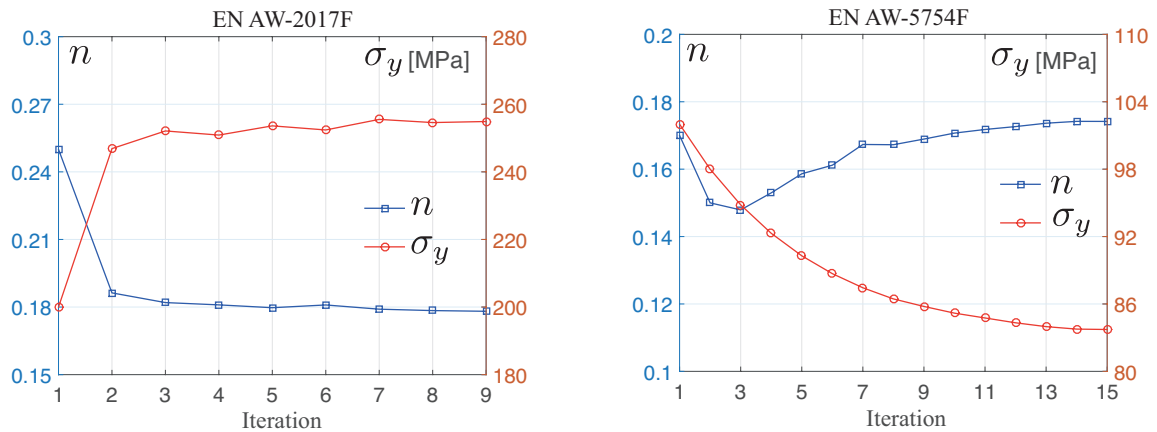 EN AW-2017F
n
σy [MPa]
0.3
0.27
0.24
0.21
0.18
0.15
280
260
240
220
200
180
n
σy
1 2 3 4 5 6 7 8 9
Iteration
EN AW-5754F
n
σy [MPa]
0.2
0.18
0.16
0.14
0.12
0.1
110
104
98
92
86
80
n
σy
1 3 5 7 9 11 13 15
Iteration